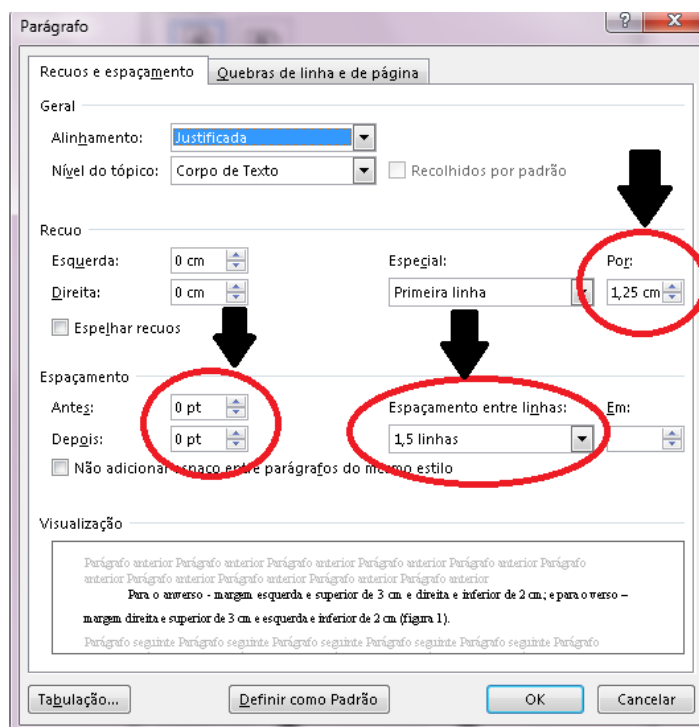 Parágrafo
Recuos e espaçamento Quebras de linha e de página
Geral
Alinhamento: Justificada
Nível do tópico: Corpo de Texto Recolhidos por padrão
Recuo
Esquerda: 0 cm Especial: Por:
Direita: 0 cm Primeira linha 1,25 cm
Espelhar recuos
Espaçamento
Antes: 0 pt Espaçamento entre linhas: Em:
Depois: 0 pt 1,5 linhas
Não adicionar espaço entre parágrafos do mesmo estilo
Visualização
Parágrafo anterior Parágrafo anterior Parágrafo anterior Parágrafo anterior Parágrafo anterior Parágrafo
anterior Parágrafo anterior Parágrafo anterior Parágrafo anterior Parágrafo anterior
Para o anverso - margem esquerda e superior de 3 cm e direita e inferior de 2 cm; e para o verso –
margem direita e superior de 3 cm e esquerda e inferior de 2 cm (figura 1).
Parágrafo seguinte Parágrafo seguinte Parágrafo seguinte Parágrafo seguinte Parágrafo
Tabulação... Definir como Padrão OK Cancelar